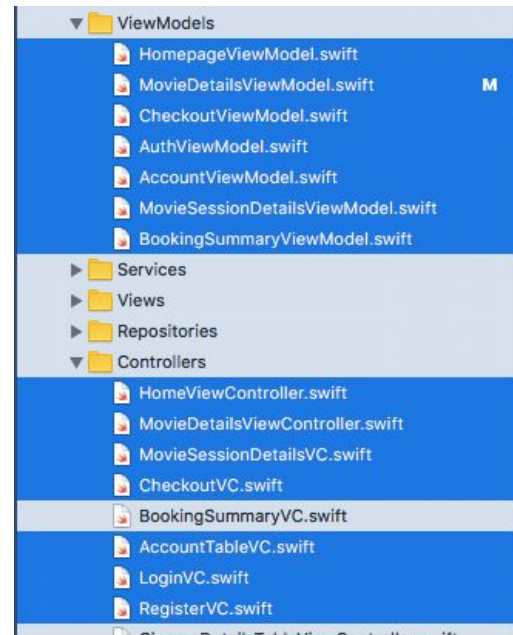 ViewModels
HomepageViewModel.swift
MovieDetailsViewModel.swift M
CheckoutViewModel.swift
AuthViewModel.swift
AccountViewModel.swift
MovieSessionDetailsViewModel.swift
BookingSummaryViewModel.swift
Services
Views
Repositories
Controllers
HomeViewController.swift
MovieDetailsViewController.swift
MovieSessionDetailsVC.swift
CheckoutVC.swift
BookingSummaryVC.swift
AccountTableVC.swift
LoginVC.swift
RegisterVC.swift